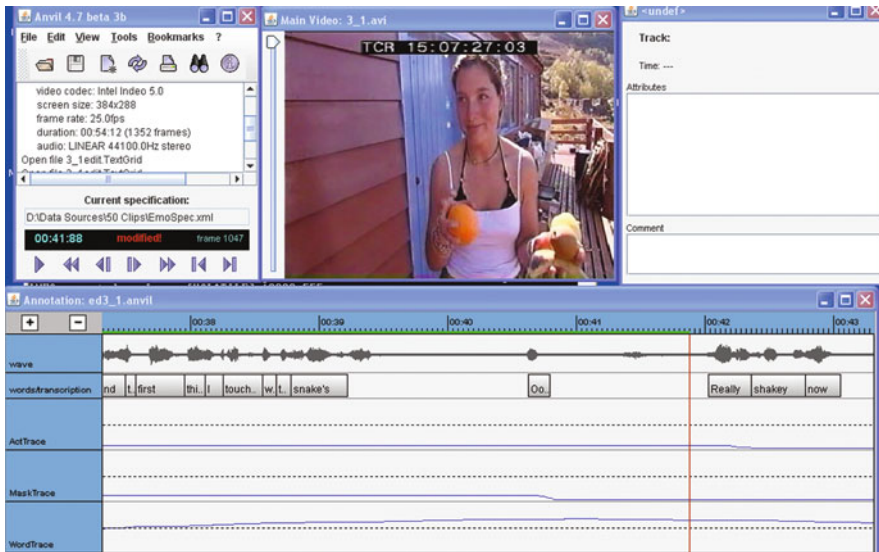 Anvil 4.7 beta 3b
File Edit View Tools Bookmarks ?
video codec: Intel Indeo 5.0
screen size: 384x288
frame rate: 25.0fps
duration: 00:54:12 (1352 frames)
audio: LINEAR 44100.0Hz stereo
Open file 3_1edit.TextGrid
Current specification:
D:\Data Sources\50 Clips\EmoSpec.xml
00:41:88 modified! frame 1047
Main Video: 3_1.avi
TCR 15:07:27:03
<undef>
Track:
Time: ---
Attributes
Comment
Annotation: ed3_1.anvil
+ -
00:38 00:39 00:40 00:41 00:42 00:43
wave
words/transcription nd t.. first thi.. I touch.. w.. t.. snake's Oo.. Really shakey now
ActTrace
MaskTrace
WordTrace